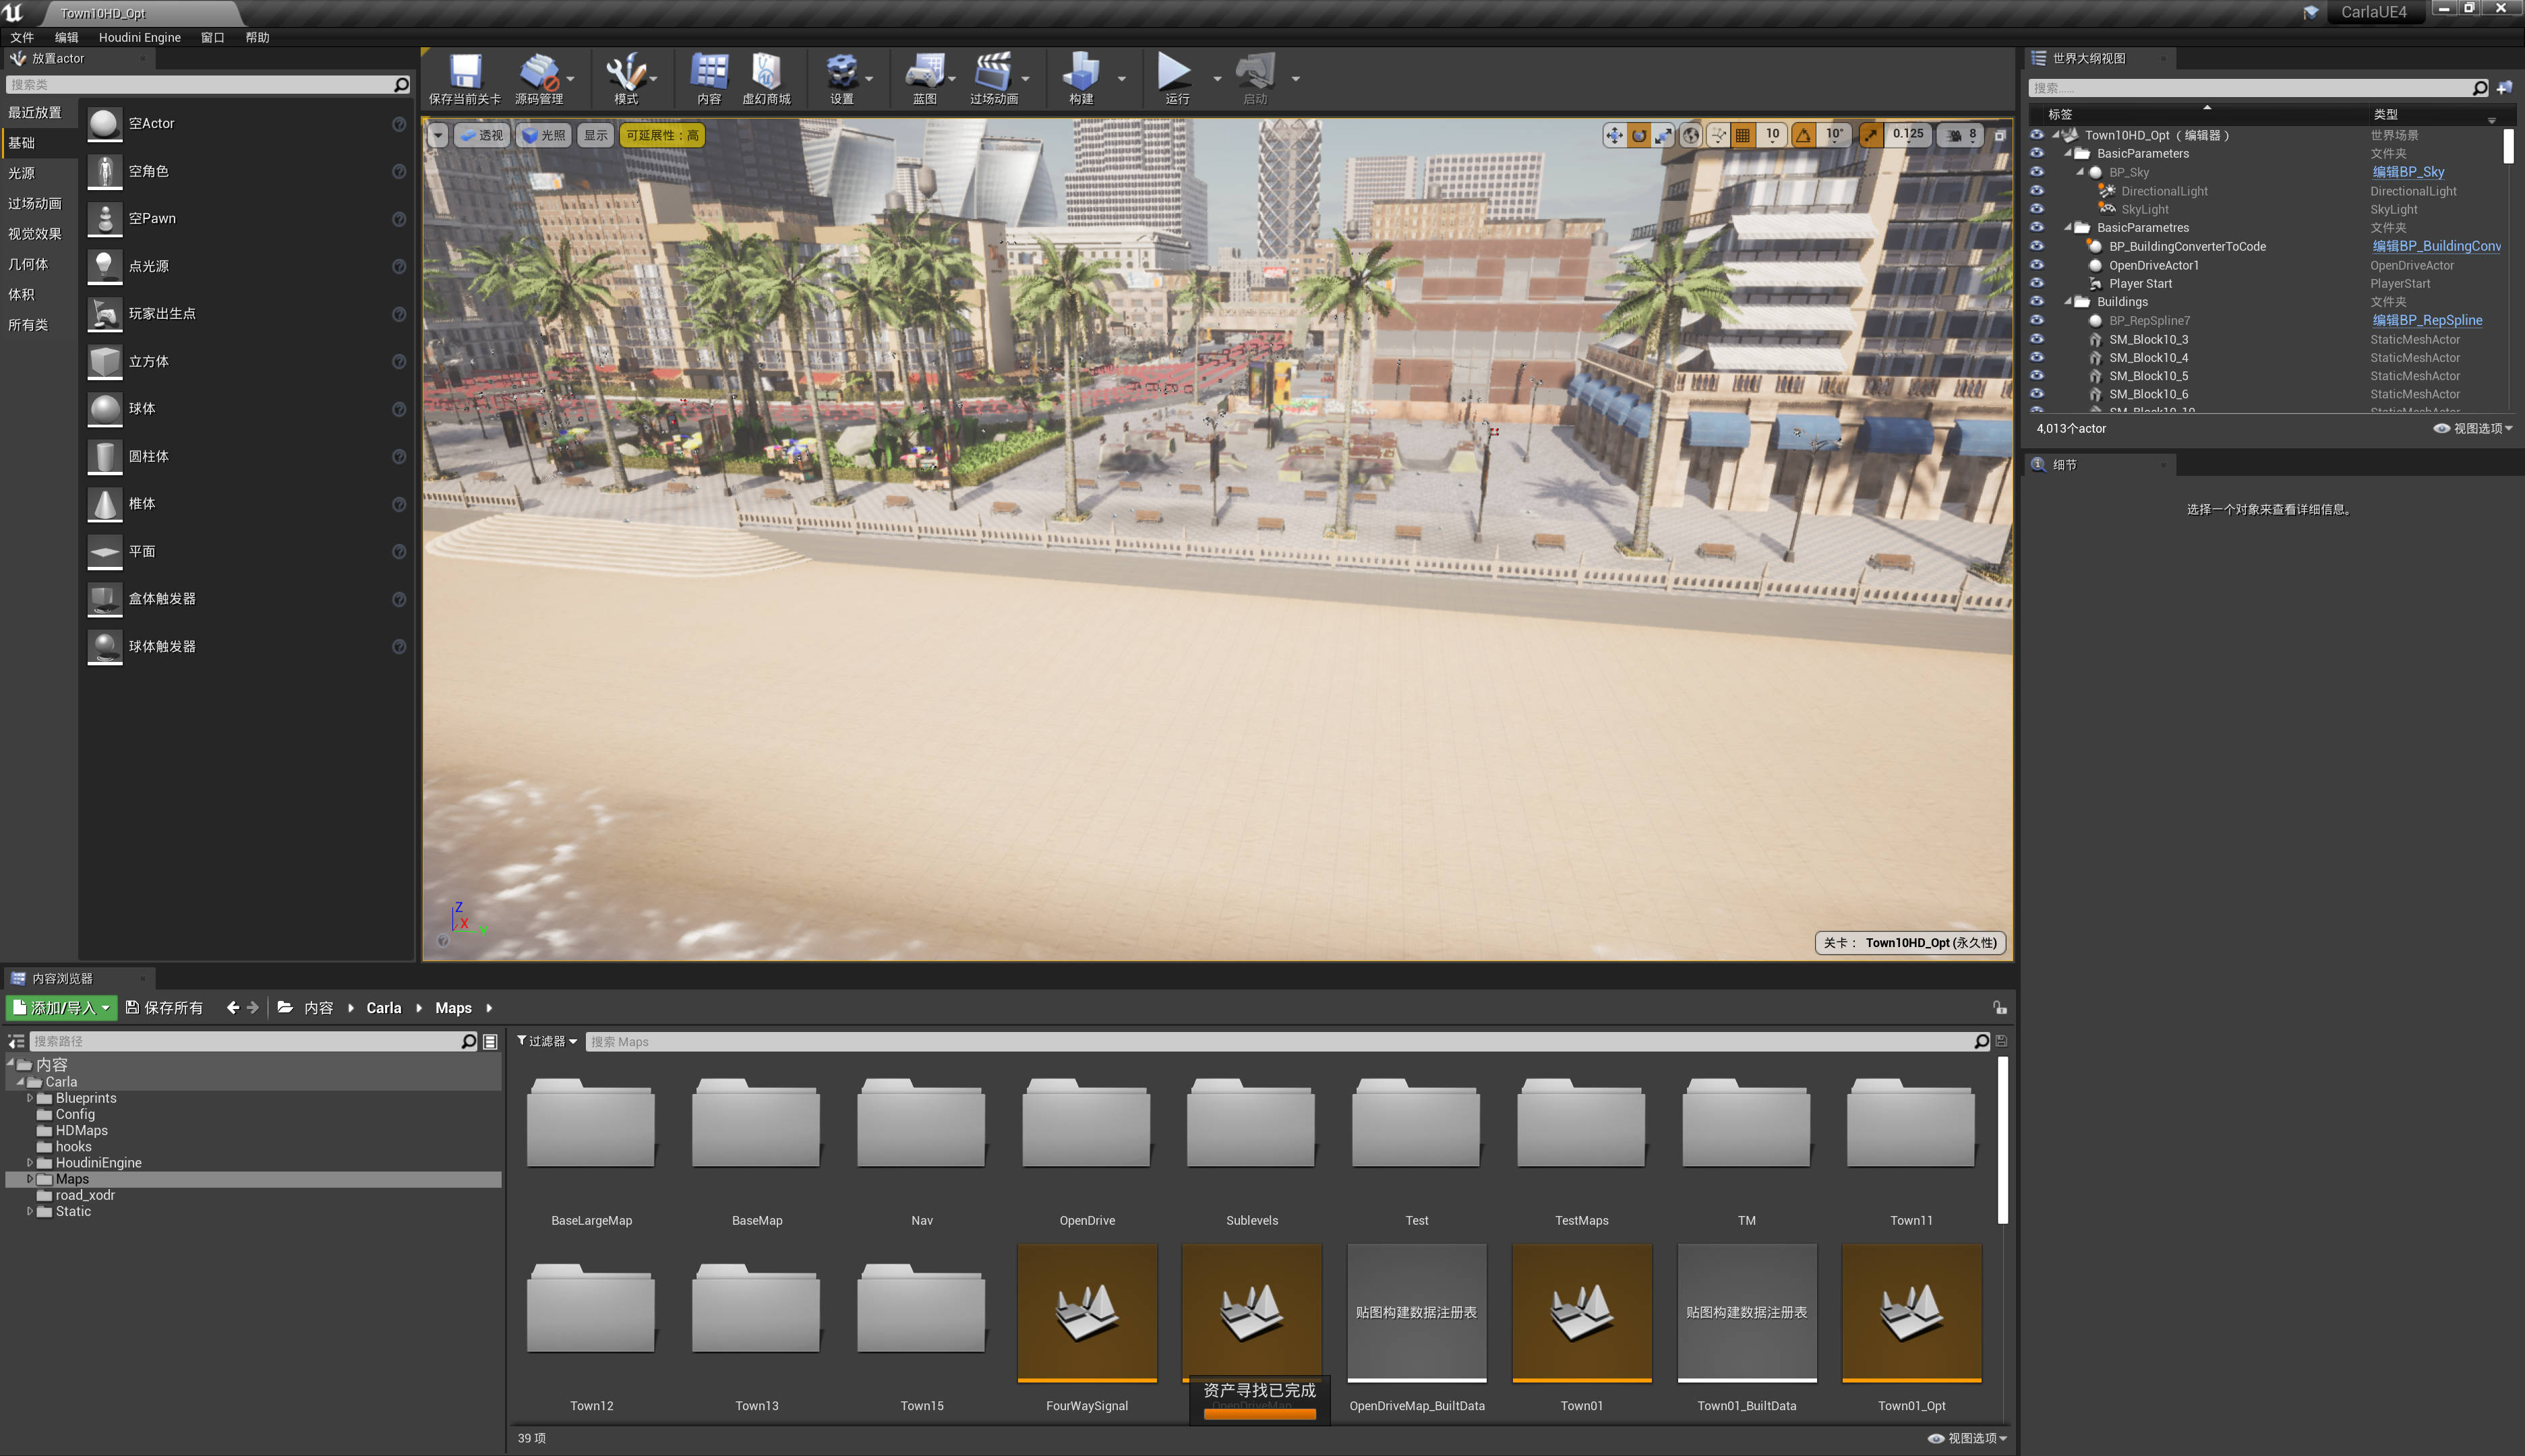 Town10HD_Opt
CarlaUE4
文件 编辑 Houdini Engine 窗口 帮助
放置actor
搜索类
最近放置
基础
光源
过场动画
视觉效果
几何体
体积
所有类
空Actor
空角色
空Pawn
点光源
玩家出生点
立方体
球体
圆柱体
椎体
平面
盒体触发器
球体触发器
保存当前关卡 源码管理 模式 内容 虚幻商城 设置 蓝图 过场动画 构建 运行 启动
透视 光照 显示 可延展性：高 10 10° 0.125 8
Z
X
Y
关卡： Town10HD_Opt (永久性)
世界大纲视图
搜索......
标签 类型
Town10HD_Opt（编辑器） 世界场景
BasicParameters 文件夹
BP_Sky 编辑BP_Sky
DirectionalLight DirectionalLight
SkyLight SkyLight
BasicParametres 文件夹
BP_BuildingConverterToCode 编辑BP_BuildingConv
OpenDriveActor1 OpenDriveActor
Player Start PlayerStart
Buildings 文件夹
BP_RepSpline7 编辑BP_RepSpline
SM_Block10_3 StaticMeshActor
SM_Block10_4 StaticMeshActor
SM_Block10_5 StaticMeshActor
SM_Block10_6 StaticMeshActor
SM_Block10_10 StaticMeshActor
4,013个actor 视图选项
细节
选择一个对象来查看详细信息。
内容浏览器
添加/导入 保存所有 内容 Carla Maps
搜索路径
内容
Carla
Blueprints
Config
HDMaps
hooks
HoudiniEngine
Maps
road_xodr
Static
过滤器 搜索 Maps
BaseLargeMap BaseMap Nav OpenDrive Sublevels Test TestMaps TM Town11
贴图构建数据注册表 贴图构建数据注册表
资产寻找已完成
Town12 Town13 Town15 FourWaySignal OpenDriveMap OpenDriveMap_BuiltData Town01 Town01_BuiltData Town01_Opt
39 项 视图选项